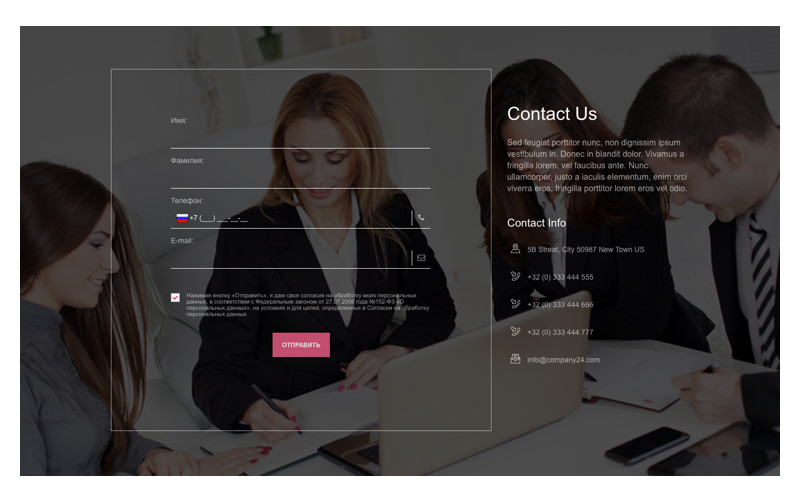 Имя:
Фамилия:
Телефон:
+7 (___) ___-__-__
E-mail:
Нажимая кнопку «Отправить», я даю свое согласие на обработку моих персональных
данных, в соответствии с Федеральным законом от 27.07.2006 года №152-ФЗ «О
персональных данных», на условиях и для целей, определенных в Согласии на обработку
персональных данных
ОТПРАВИТЬ
Contact Us
Sed feugiat porttitor nunc, non dignissim ipsum
vestibulum in. Donec in blandit dolor. Vivamus a
fringilla lorem, vel faucibus ante. Nunc
ullamcorper, justo a iaculis elementum, enim orci
viverra eros, fringilla porttitor lorem eros vel odio.
Contact Info
5B Streat, City 50987 New Town US
+32 (0) 333 444 555
+32 (0) 333 444 666
+32 (0) 333 444 777
info@company24.com